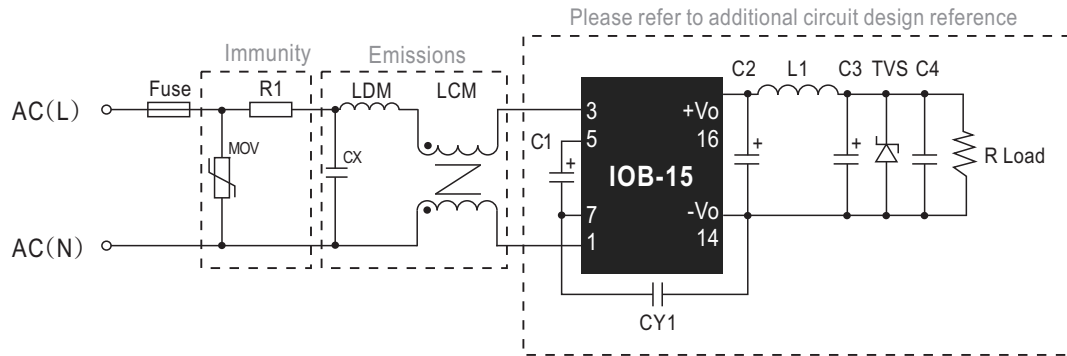 Please refer to additional circuit design reference
Immunity
Emissions
Fuse
R1
LDM
LCM
C2
L1
C3
TVS
C4
AC(L)
3
+Vo
C1
5
16
+
+
+
MOV
CX
IOB-15
R Load
7
-Vo
AC(N)
1
14
CY1